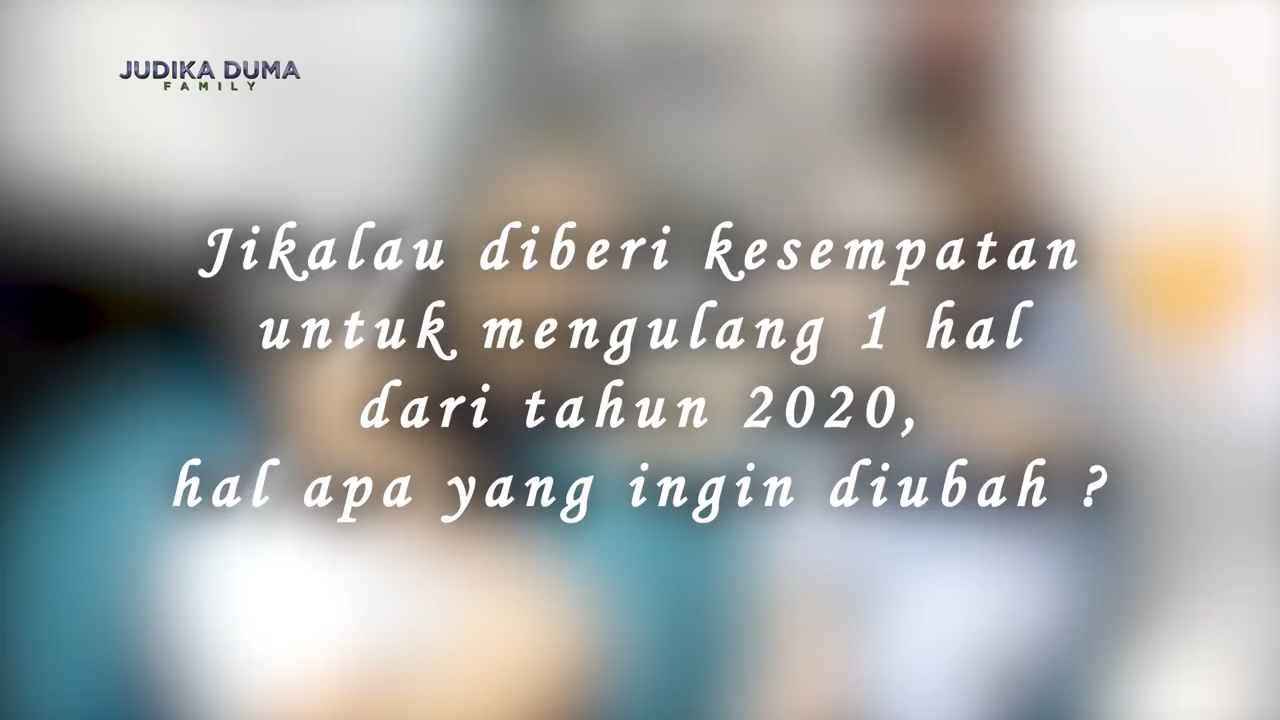 JUDIKA DUMA
FAMILY
Jikalau diberi kesempatan
untuk mengulang 1 hal
dari tahun 2020,
hal apa yang ingin diubah ?